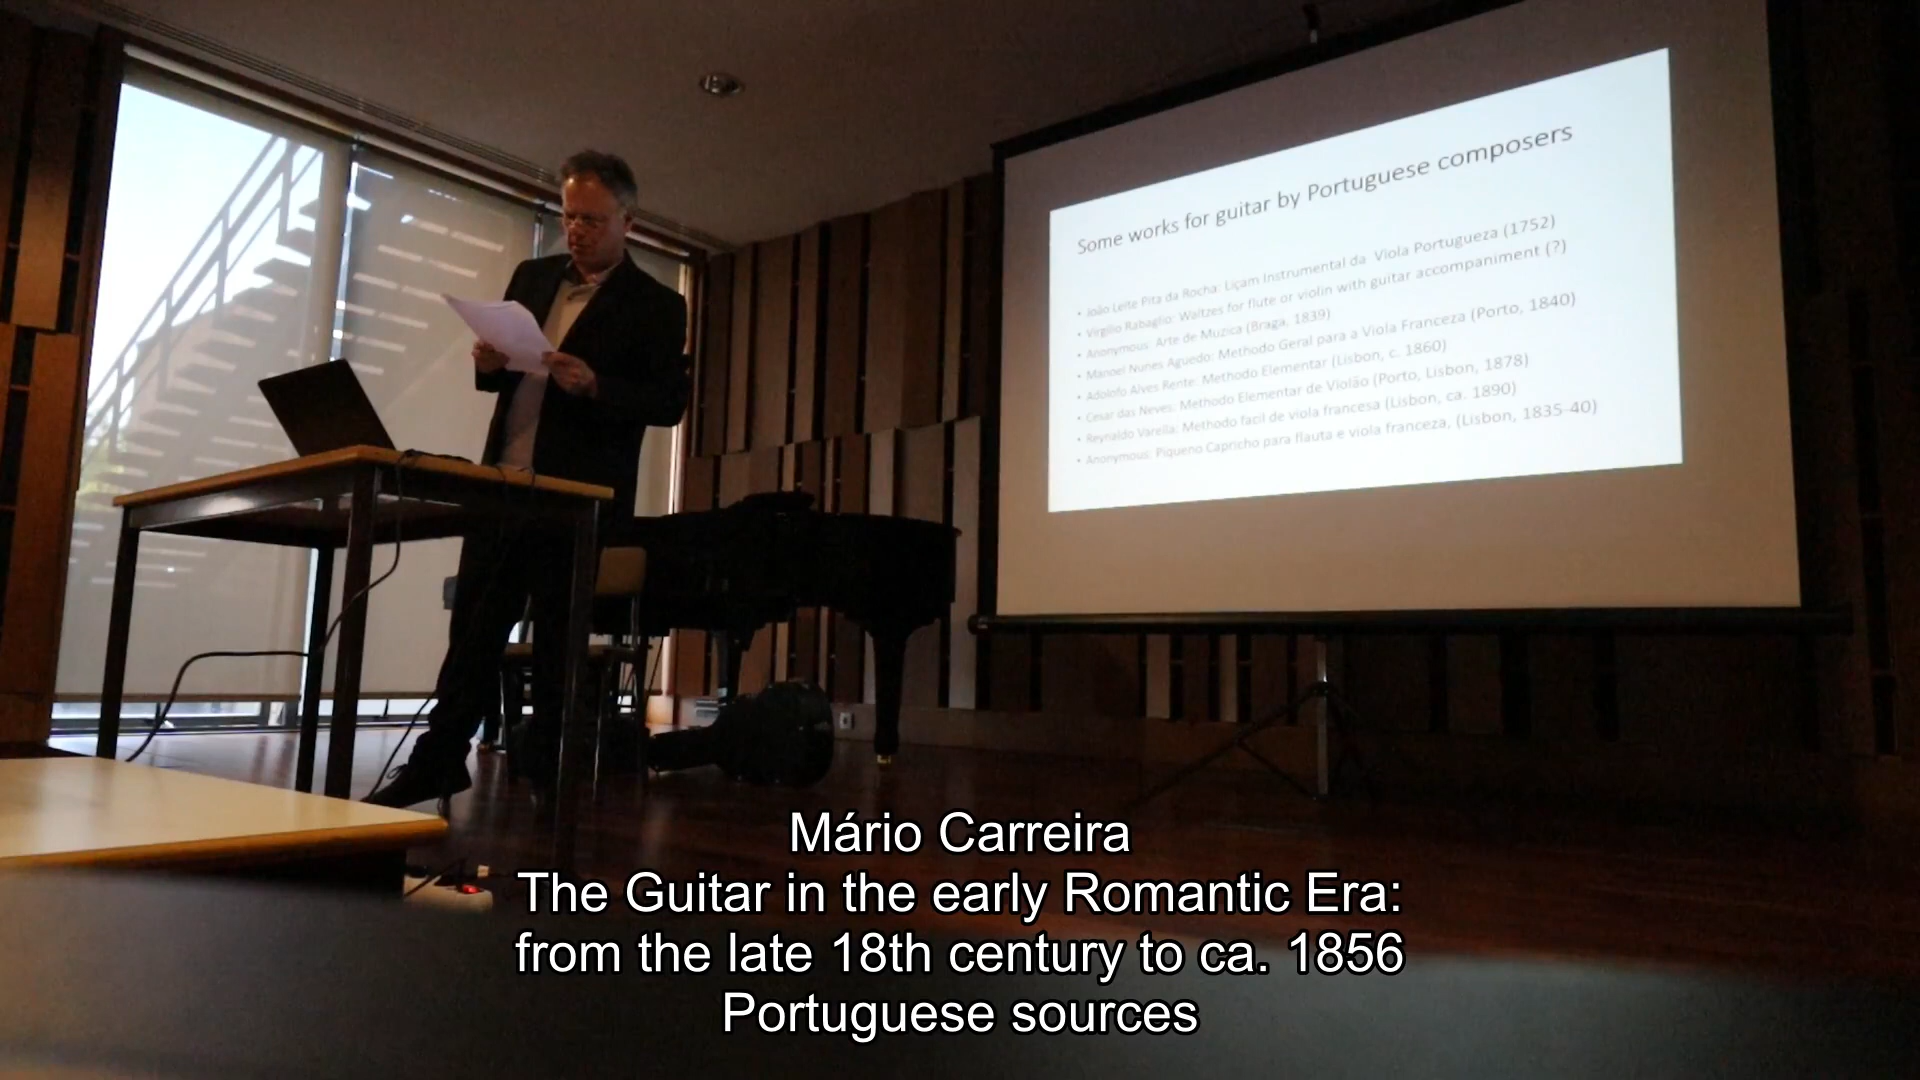 Some works for guitar by Portuguese composers
• João Leite Pita da Rocha: Liçam Instrumental da Viola Portugueza (1752)
• Virgilio Rabaglio: Waltzes for flute or violin with guitar accompaniment (?)
• Anonymous: Arte de Muzica (Braga, 1839)
• Manoel Nunes Aguedo: Methodo Geral para a Viola Franceza (Porto, 1840)
• Adolofo Alves Rente: Methodo Elementar (Lisbon, c. 1860)
• Cesar das Neves: Methodo Elementar de Violão (Porto, Lisbon, 1878)
• Reynaldo Varella: Methodo facil de viola francesa (Lisbon, ca. 1890)
• Anonymous: Piqueno Capricho para flauta e viola franceza, (Lisbon, 1835-40)
Mário Carreira
The Guitar in the early Romantic Era:
from the late 18th century to ca. 1856
Portuguese sources